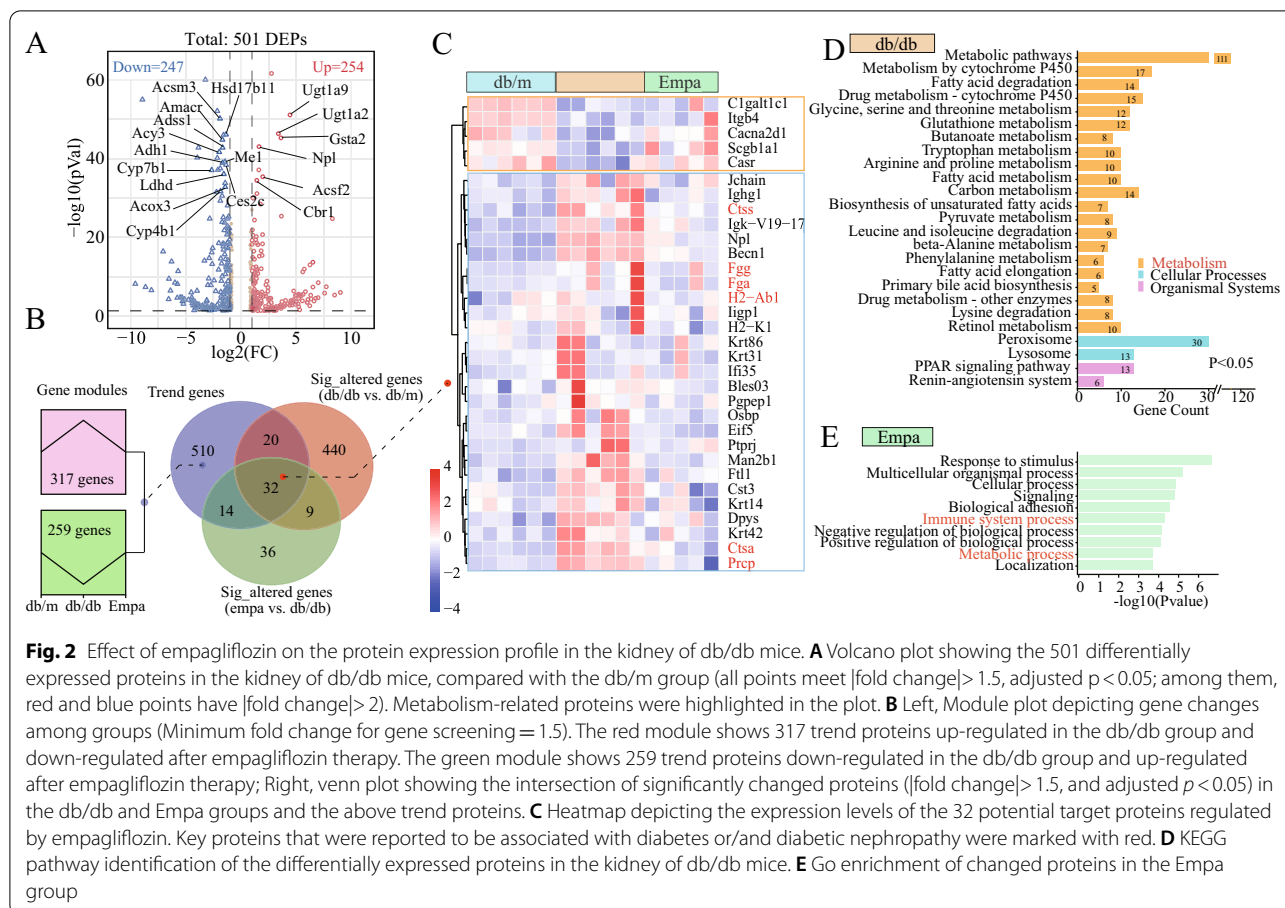 A
Total: 501 DEPs
Down=247
Up=254
Acsm3
Hsd17b11
Ugt1a9
Amacr
Ugt1a2
Adss1
Gsta2
Acy3
Adh1
Me1
Npl
Cyp7b1
Ldhd
Ces2c
Acsf2
Acox3
Cbr1
Cyp4b1
−log10(pVal)
60
40
20
0
−10
−5
0
5
10
log2(FC)
B
Gene modules
317 genes
259 genes
db/m
db/db
Empa
Trend genes
Sig_altered genes
(db/db vs. db/m)
510
20
440
32
14
9
36
Sig_altered genes
(empa vs. db/db)
C
db/m
Empa
C1galt1c1
Itgb4
Cacna2d1
Scgb1a1
Casr
Jchain
Ighg1
Ctss
Igk−V19−17
Npl
Becn1
Fgg
Fga
H2−Ab1
Iigp1
H2−K1
Krt86
Krt31
Ifi35
Bles03
Pgpep1
Osbp
Eif5
Ptprj
Man2b1
Ftl1
Cst3
Krt14
Dpys
Krt42
Ctsa
Prcp
4
2
0
−2
−4
D
db/db
Metabolic pathways 111
Metabolism by cytochrome P450 17
Fatty acid degradation 14
Drug metabolism - cytochrome P450 15
Glycine, serine and threonine metabolism 12
Glutathione metabolism 12
Butanoate metabolism 8
Tryptophan metabolism 10
Arginine and proline metabolism 10
Fatty acid metabolism 10
Carbon metabolism 14
Biosynthesis of unsaturated fatty acids 7
Pyruvate metabolism 8
Leucine and isoleucine degradation 9
beta-Alanine metabolism 7
Phenylalanine metabolism 6
Fatty acid elongation 6
Primary bile acid biosynthesis 5
Drug metabolism - other enzymes 8
Lysine degradation 8
Retinol metabolism 10
Peroxisome 30
Lysosome 13
PPAR signaling pathway 13
Renin-angiotensin system 6
Metabolism
Cellular Processes
Organismal Systems
P<0.05
0 10 20 30 // 120
Gene Count
E
Empa
Response to stimulus
Multicellular organismal process
Cellular process
Signaling
Biological adhesion
Immune system process
Negative regulation of biological process
Positive regulation of biological process
Metabolic process
Localization
0 1 2 3 4 5 6
-log10(Pvalue)
Fig. 2 Effect of empagliflozin on the protein expression profile in the kidney of db/db mice. A Volcano plot showing the 501 differentially
expressed proteins in the kidney of db/db mice, compared with the db/m group (all points meet |fold change| > 1.5, adjusted p < 0.05; among them,
red and blue points have |fold change| > 2). Metabolism-related proteins were highlighted in the plot. B Left, Module plot depicting gene changes
among groups (Minimum fold change for gene screening = 1.5). The red module shows 317 trend proteins up-regulated in the db/db group and
down-regulated after empagliflozin therapy. The green module shows 259 trend proteins down-regulated in the db/db group and up-regulated
after empagliflozin therapy; Right, venn plot showing the intersection of significantly changed proteins (|fold change| > 1.5, and adjusted p < 0.05) in
the db/db and Empa groups and the above trend proteins. C Heatmap depicting the expression levels of the 32 potential target proteins regulated
by empagliflozin. Key proteins that were reported to be associated with diabetes or/and diabetic nephropathy were marked with red. D KEGG
pathway identification of the differentially expressed proteins in the kidney of db/db mice. E Go enrichment of changed proteins in the Empa
group